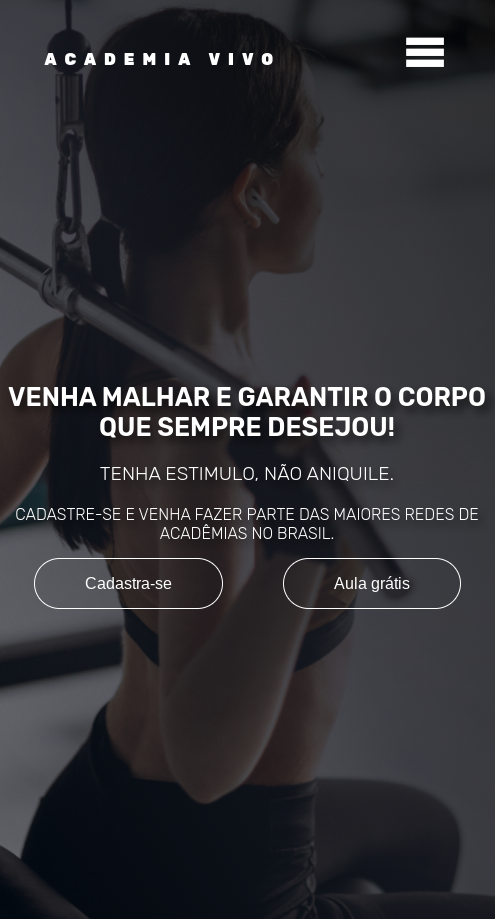 ACADEMIA VIVO
VENHA MALHAR E GARANTIR O CORPO
QUE SEMPRE DESEJOU!
TENHA ESTIMULO, NÃO ANIQUILE.
CADASTRE-SE E VENHA FAZER PARTE DAS MAIORES REDES DE
ACADÊMIAS NO BRASIL.
Cadastra-se Aula grátis